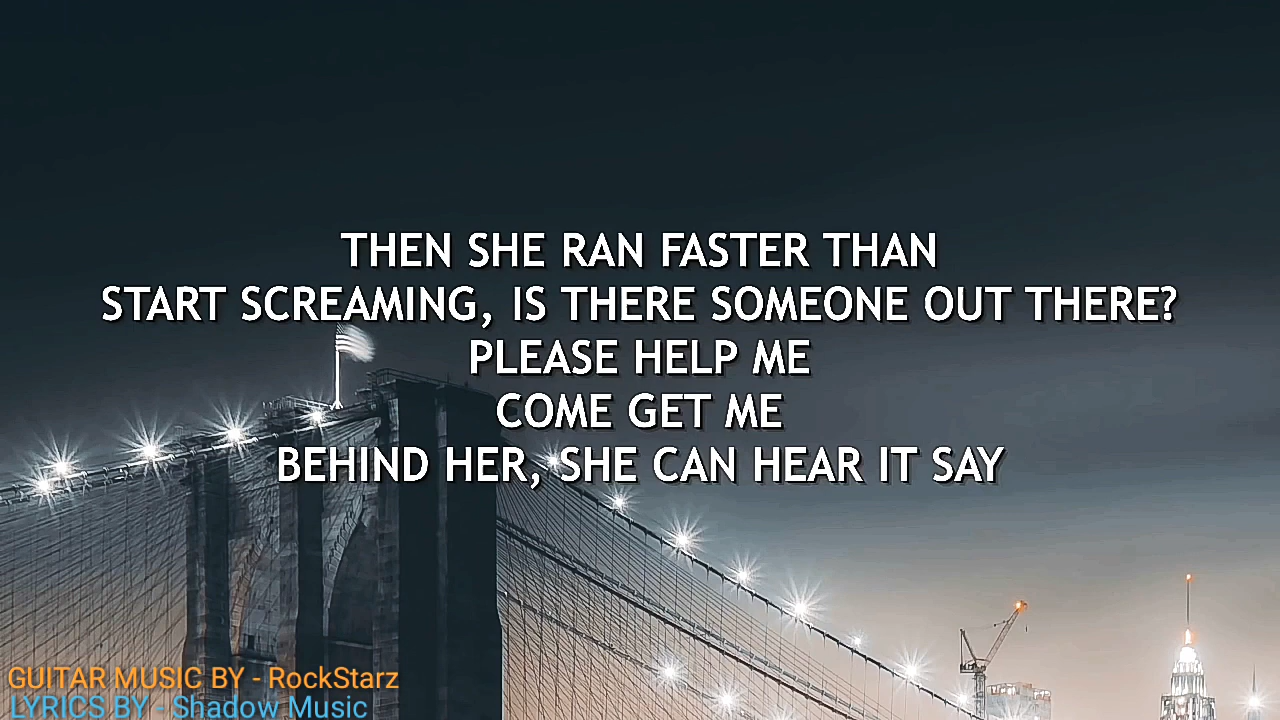 THEN SHE RAN FASTER THAN
START SCREAMING, IS THERE SOMEONE OUT THERE?
PLEASE HELP ME
COME GET ME
BEHIND HER, SHE CAN HEAR IT SAY
GUITAR MUSIC BY - RockStarz
LYRICS BY - Shadow Music